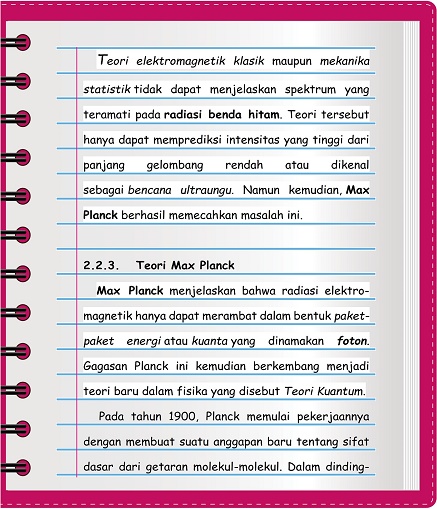 Teori elektromagnetik klasik maupun mekanika
statistik tidak dapat menjelaskan spektrum yang
teramati pada radiasi benda hitam. Teori tersebut
hanya dapat memprediksi intensitas yang tinggi dari
panjang gelombang rendah atau dikenal
sebagai bencana ultraungu. Namun kemudian, Max
Planck berhasil memecahkan masalah ini.
2.2.3. Teori Max Planck
Max Planck menjelaskan bahwa radiasi elektro-
magnetik hanya dapat merambat dalam bentuk paket-
paket energi atau kuanta yang dinamakan foton.
Gagasan Planck ini kemudian berkembang menjadi
teori baru dalam fisika yang disebut Teori Kuantum.
Pada tahun 1900, Planck memulai pekerjaannya
dengan membuat suatu anggapan baru tentang sifat
dasar dari getaran molekul-molekul. Dalam dinding-